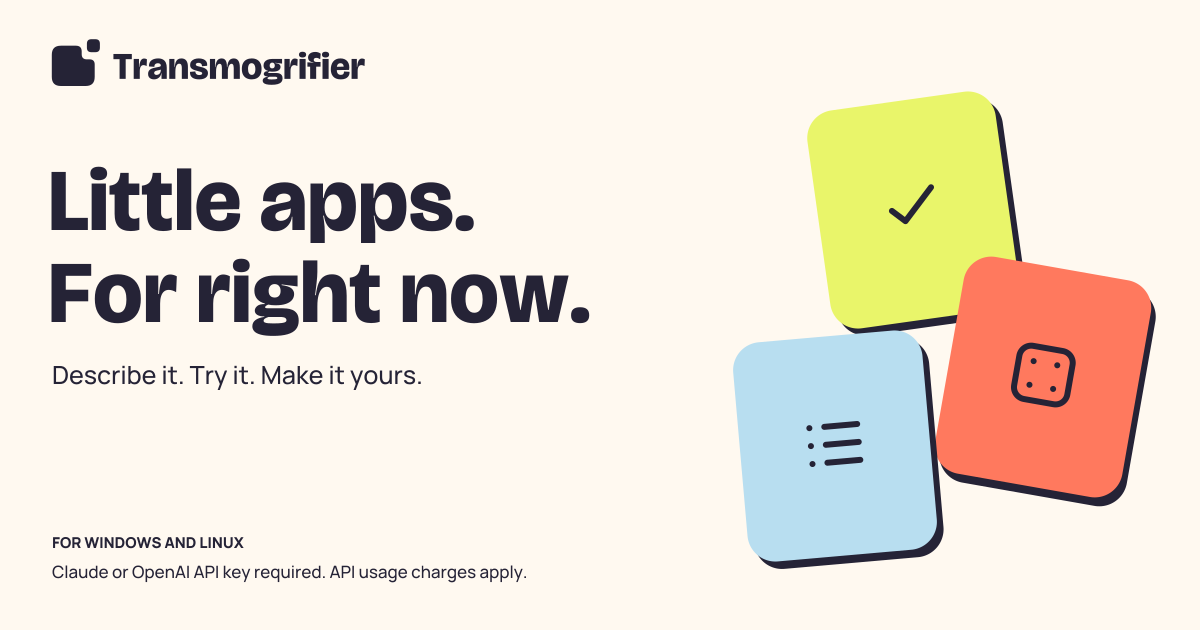 Transmogrifier
Little apps.
For right now.
Describe it. Try it. Make it yours.
FOR WINDOWS AND LINUX
Claude or OpenAI API key required. API usage charges apply.